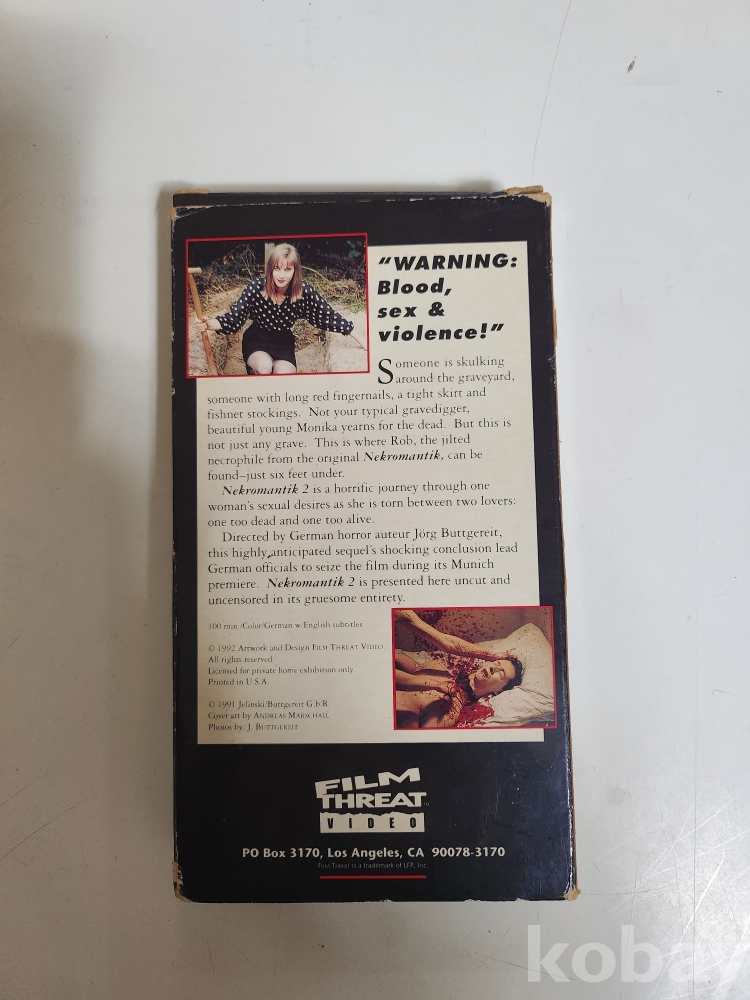 "WARNING:
Blood,
sex &
violence!"
Someone is skulking
around the graveyard,
someone with long red fingernails, a tight skirt and
fishnet stockings. Not your typical gravedigger,
beautiful young Monika yearns for the dead. But this is
not just any grave. This is where Rob, the jilted
necrophile from the original Nekromantik, can be
found–just six feet under.
Nekromantik 2 is a horrific journey through one
woman's sexual desires as she is torn between two lovers:
one too dead and one too alive.
Directed by German horror auteur Jörg Buttgereit,
this highly anticipated sequel's shocking conclusion lead
German officials to seize the film during its Munich
premiere. Nekromantik 2 is presented here uncut and
uncensored in its gruesome entirety.
100 min./Color/German w/English subtitles
© 1992 Artwork and Design FILM THREAT VIDEO.
All rights reserved
Licensed for private home exhibition only.
Printed in U.S.A.
© 1991 Jelinski/Buttgereit G.b.R
Cover art by ANDREAS MARSCHALL
Photos by: J. BUTTGEREIT
FILM
THREAT™
VIDEO
PO Box 3170, Los Angeles, CA 90078-3170
FILM THREAT is a trademark of LFP, Inc.
kobay